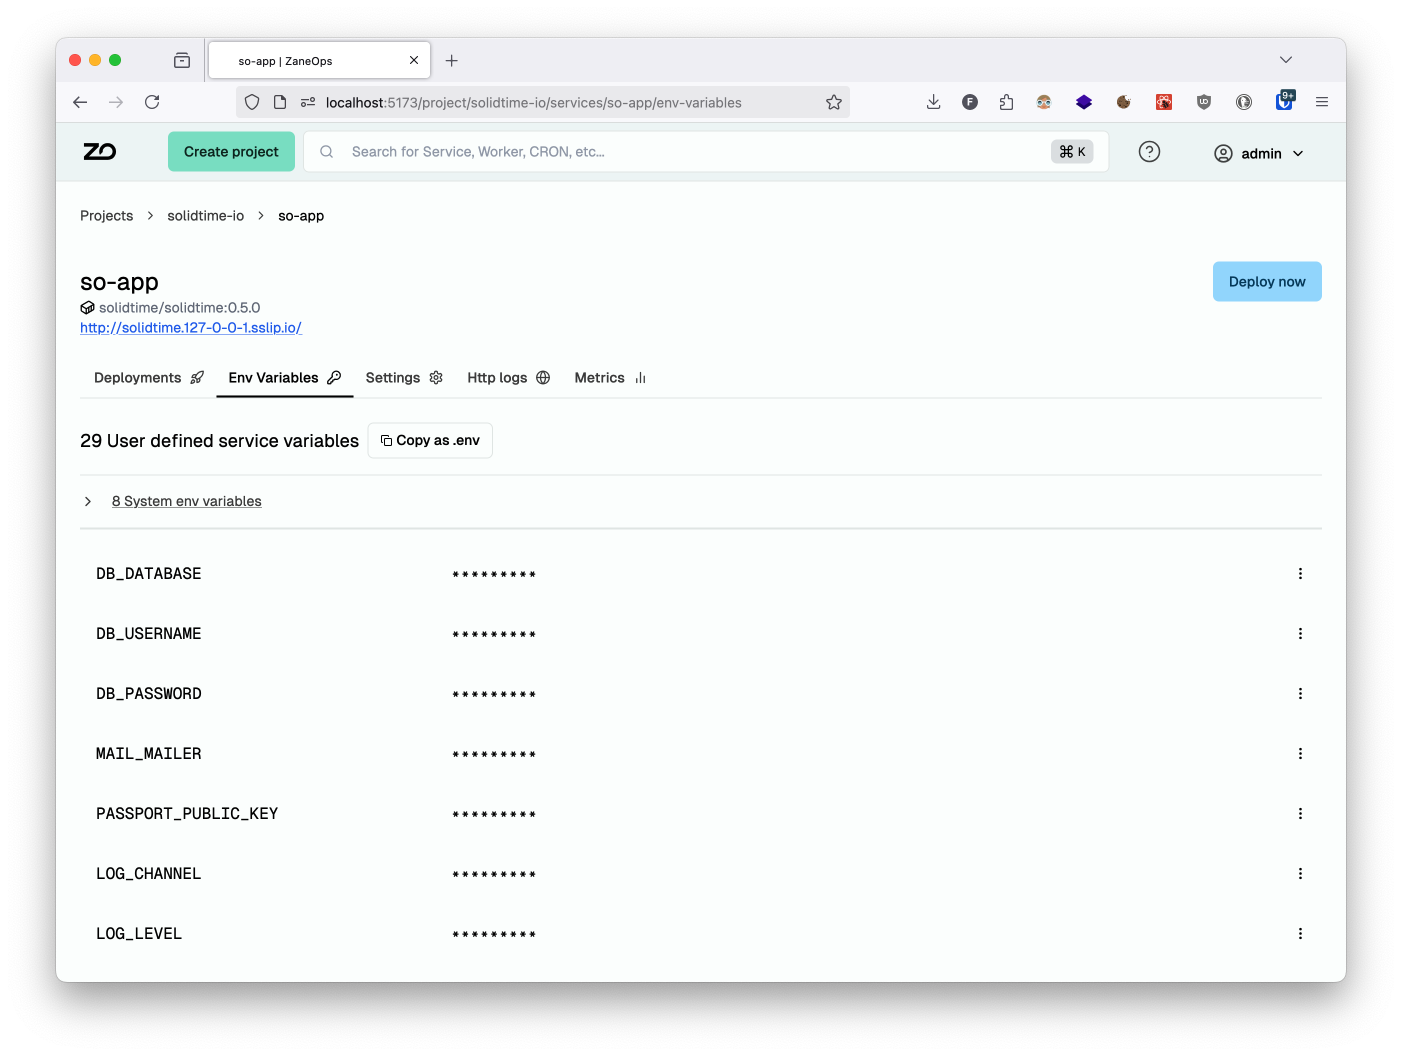 so-app | ZaneOps
localhost:5173/project/solidtime-io/services/so-app/env-variables
F
9+
ZO
Create project
Search for Service, Worker, CRON, etc...
⌘ K
admin
Projects > solidtime-io > so-app
so-app
Deploy now
solidtime/solidtime:0.5.0
http://solidtime.127-0-0-1.sslip.io/
Deployments
Env Variables
Settings
Http logs
Metrics
29 User defined service variables
Copy as .env
8 System env variables
DB_DATABASE *********
DB_USERNAME *********
DB_PASSWORD *********
MAIL_MAILER *********
PASSPORT_PUBLIC_KEY *********
LOG_CHANNEL *********
LOG_LEVEL *********